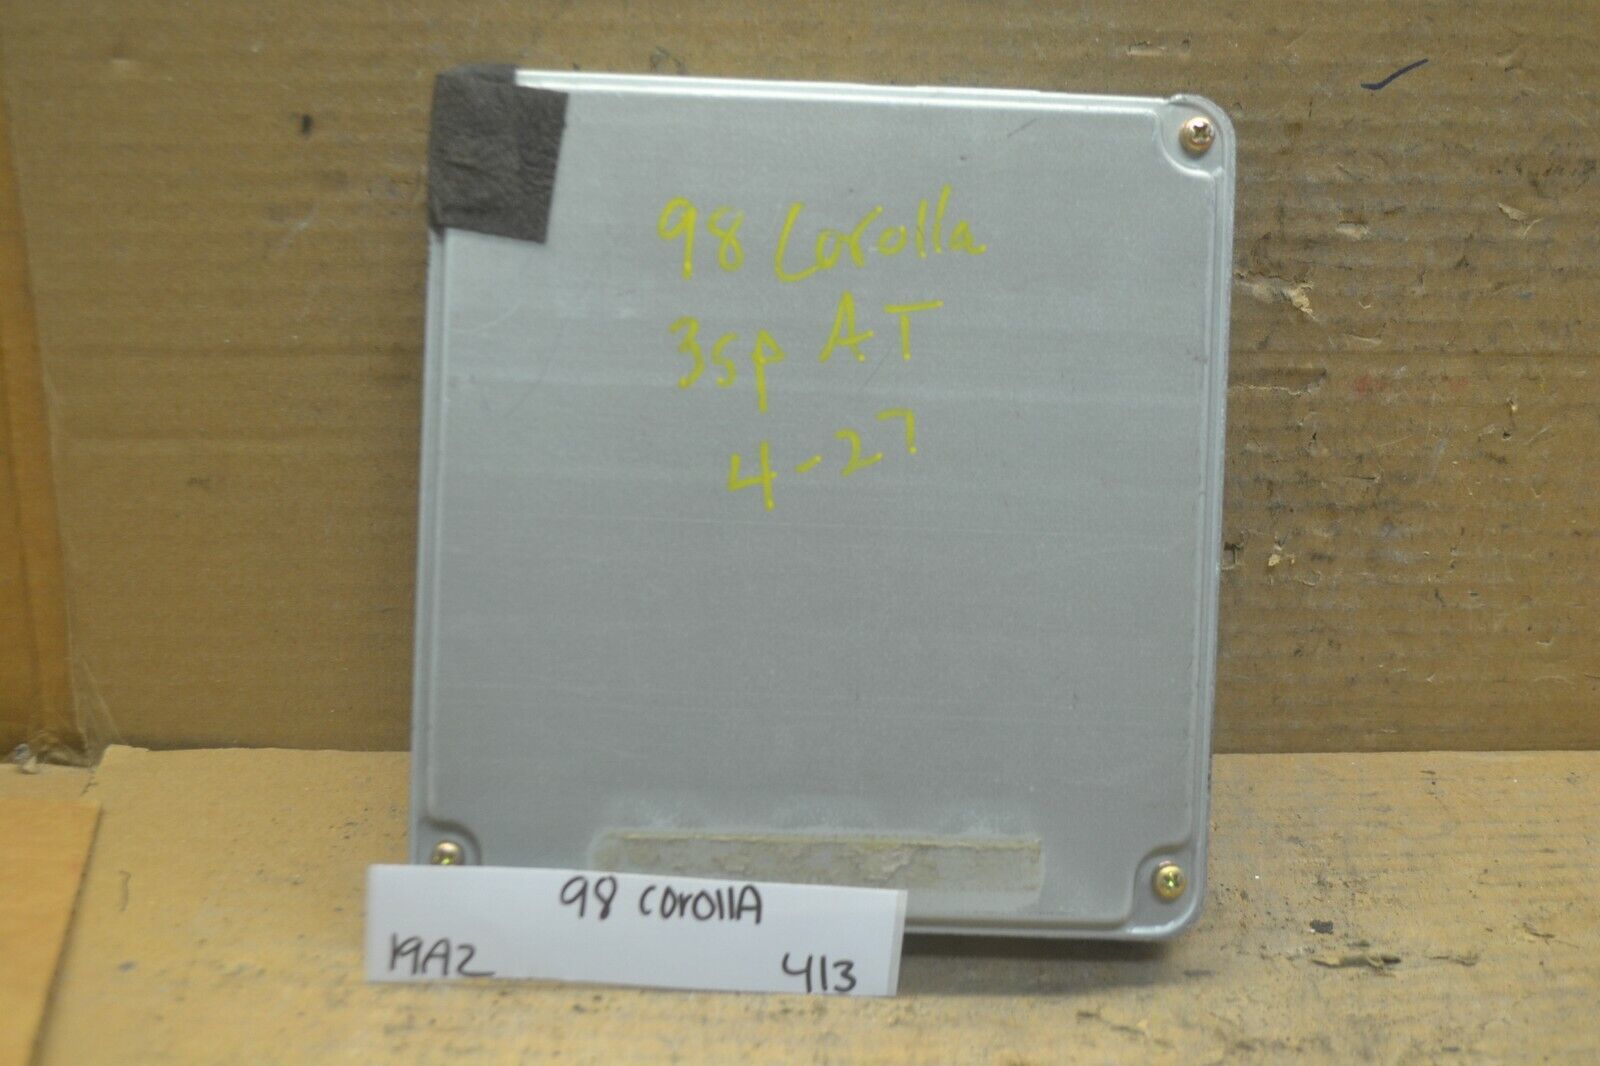 98 Corolla
3sp AT
4-27
98 COROllA
19A2
413